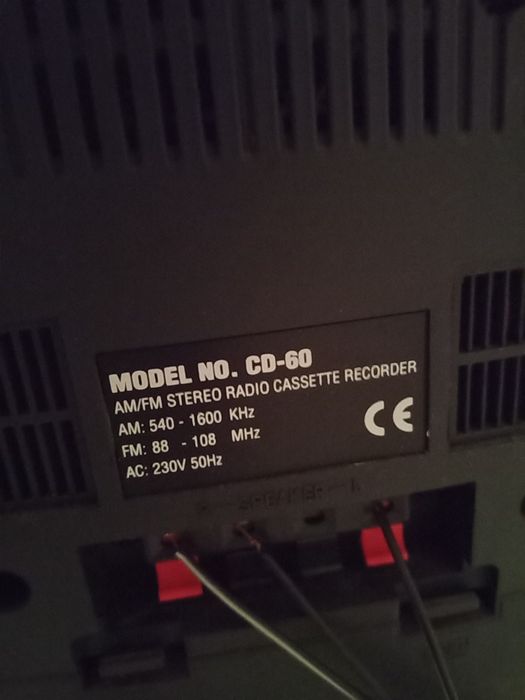 MODEL NO. CD-60
AM/FM STEREO RADIO CASSETTE RECORDER
AM: 540 - 1600 KHz
FM: 88 - 108 MHz
AC: 230V 50Hz
CE
R SPEAKER L